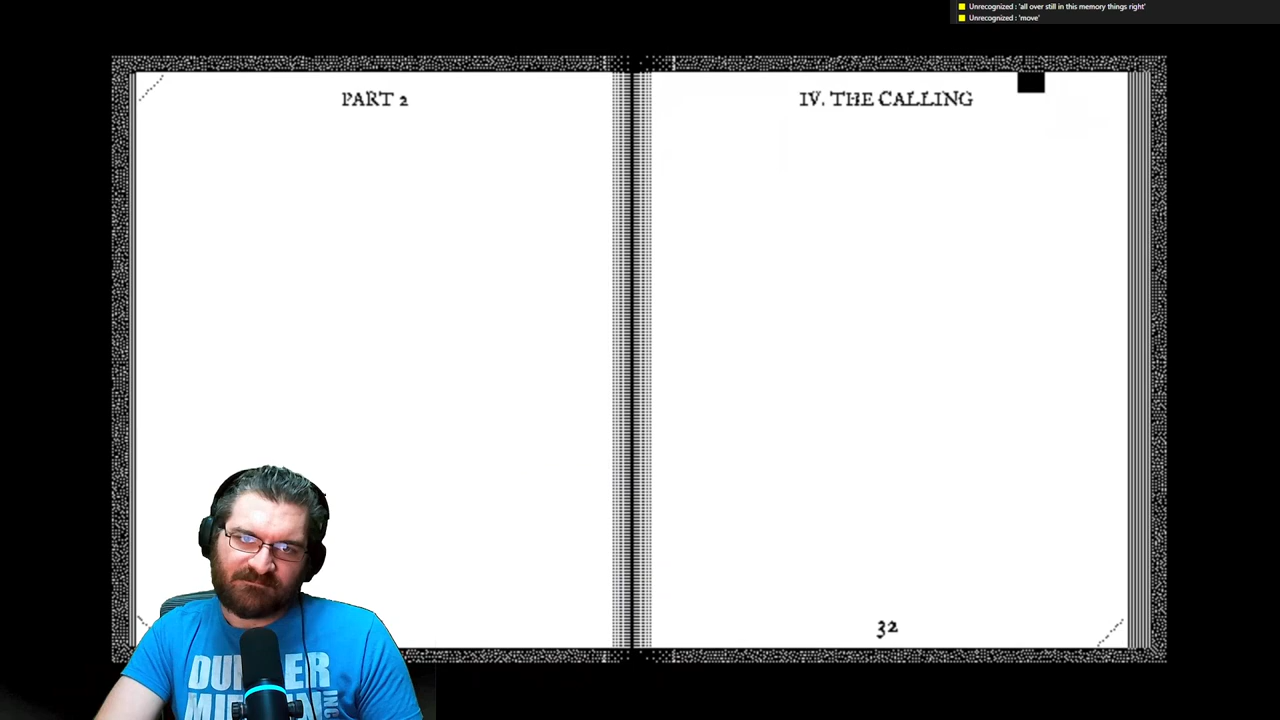 Unrecognized : 'all over still in this memory things right'
Unrecognized : 'move'
PART 2
IV. THE CALLING
32